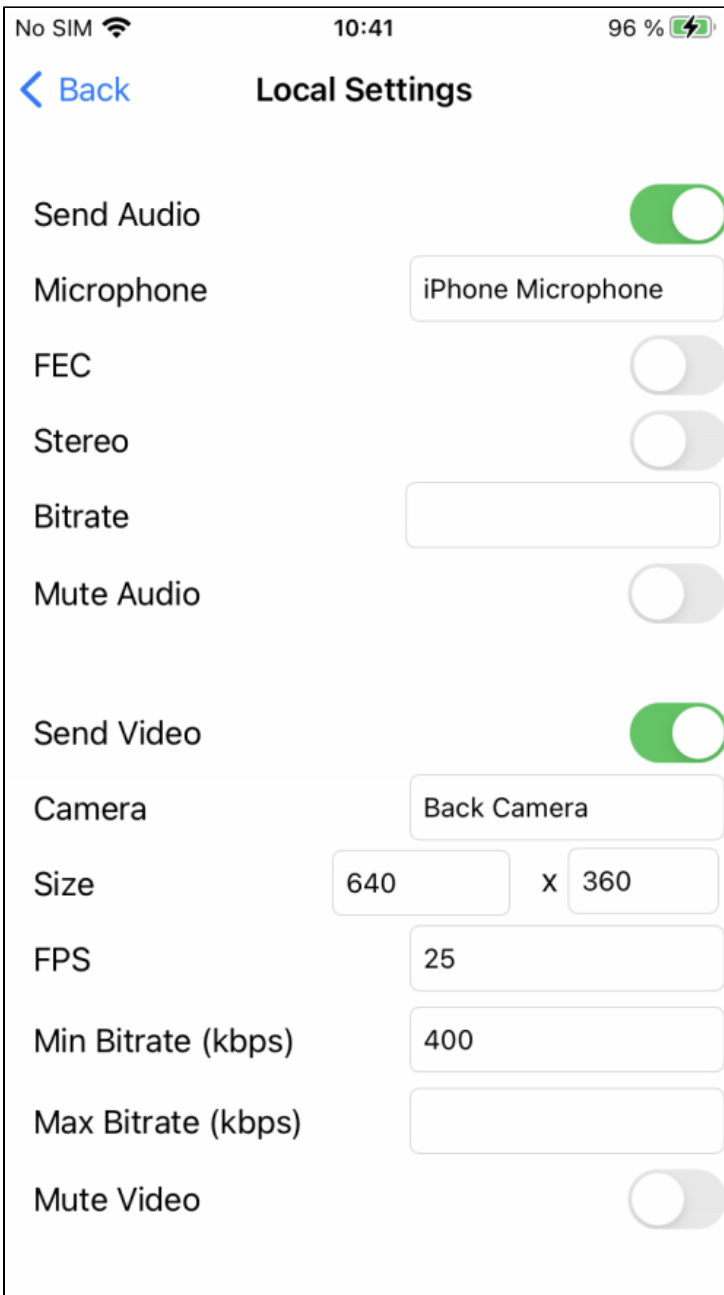 No SIM 10:41 96 %
Back Local Settings
Send Audio
Microphone iPhone Microphone
FEC
Stereo
Bitrate
Mute Audio
Send Video
Camera Back Camera
Size 640 x 360
FPS 25
Min Bitrate (kbps) 400
Max Bitrate (kbps)
Mute Video